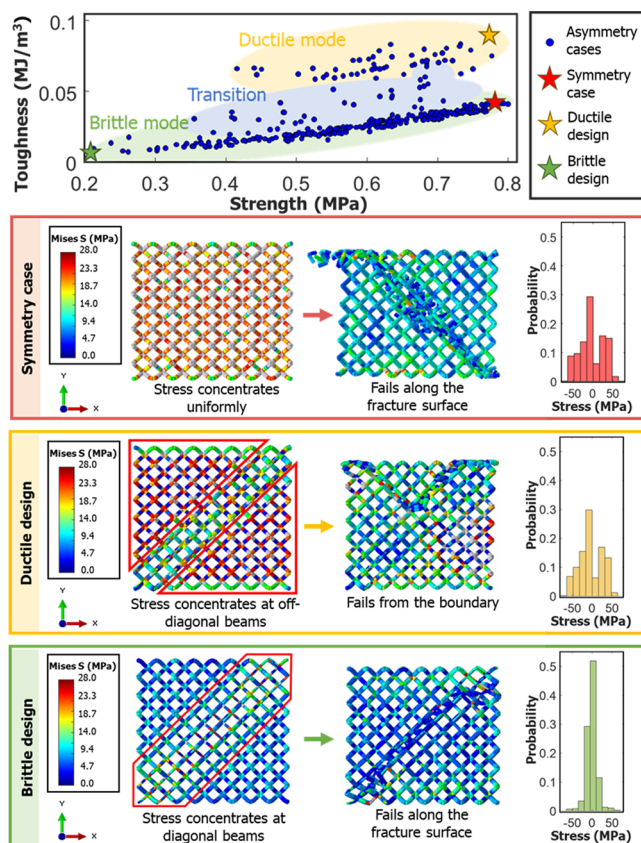 Toughness (MJ/m³)
0.1
0.05
0
Ductile mode
Transition
Brittle mode
0.2
0.3
0.4
0.5
0.6
0.7
0.8
Strength (MPa)
Asymmetry
cases
Symmetry
case
Ductile
design
Brittle
design
Symmetry case
Mises S (MPa)
28.0
23.0
18.7
14.0
9.4
4.7
0.0
Y
X
Stress concentrates
uniformly
Fails along the
fracture surface
Probability
0.5
0.4
0.3
0.2
0.1
0
-50
0
50
Stress (MPa)
Ductile design
Mises S (MPa)
28.0
23.0
18.7
14.0
9.4
4.7
0.0
Y
X
Stress concentrates at off-
diagonal beams
Fails from the boundary
Probability
0.5
0.4
0.3
0.2
0.1
0
-50
0
50
Stress (MPa)
Brittle design
Mises S (MPa)
28.0
23.0
18.7
14.0
9.4
4.7
0.0
Y
X
Stress concentrates at
diagonal beams
Fails along the
fracture surface
Probability
0.5
0.4
0.3
0.2
0.1
0
-50
0
50
Stress (MPa)